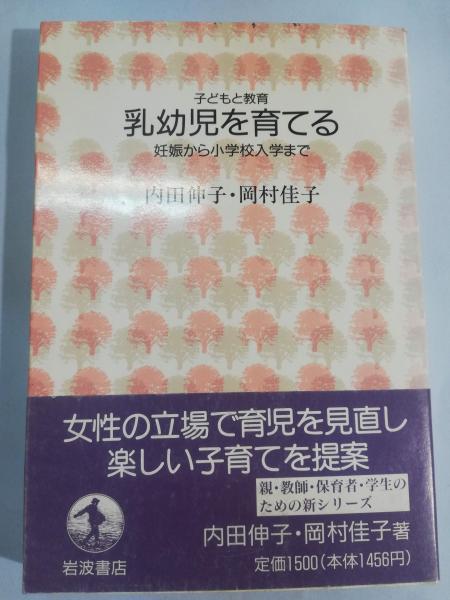 子どもと教育
乳幼児を育てる
妊娠から小学校入学まで
内田伸子・岡村佳子
女性の立場で育児を見直し
楽しい子育てを提案
親・教師・保育者・学生の
ための新シリーズ
内田伸子・岡村佳子著
岩波書店
定価1500(本体1456円)